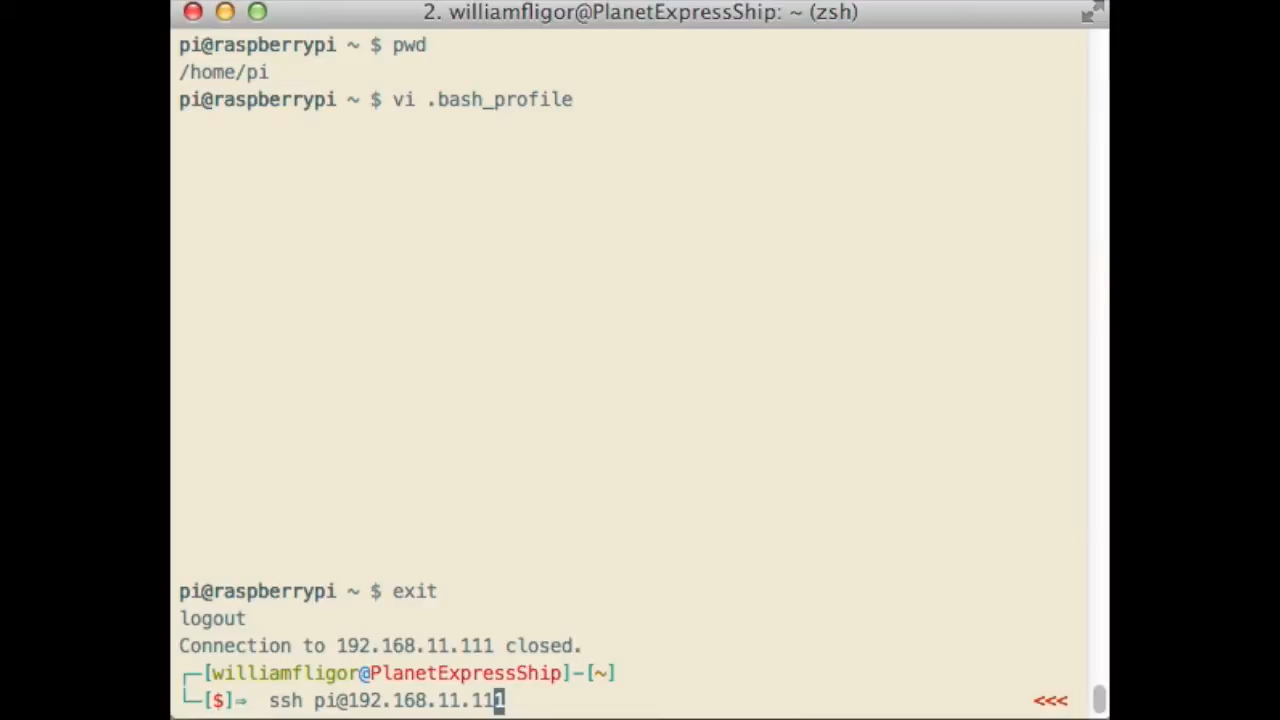 2. williamfligor@PlanetExpressShip: ~ (zsh)
pi@raspberrypi ~ $ pwd
/home/pi
pi@raspberrypi ~ $ vi .bash_profile
pi@raspberrypi ~ $ exit
logout
Connection to 192.168.11.111 closed.
┌─[williamfligor@PlanetExpressShip]-[~]
└─[$]⇒  ssh pi@192.168.11.111 <<<